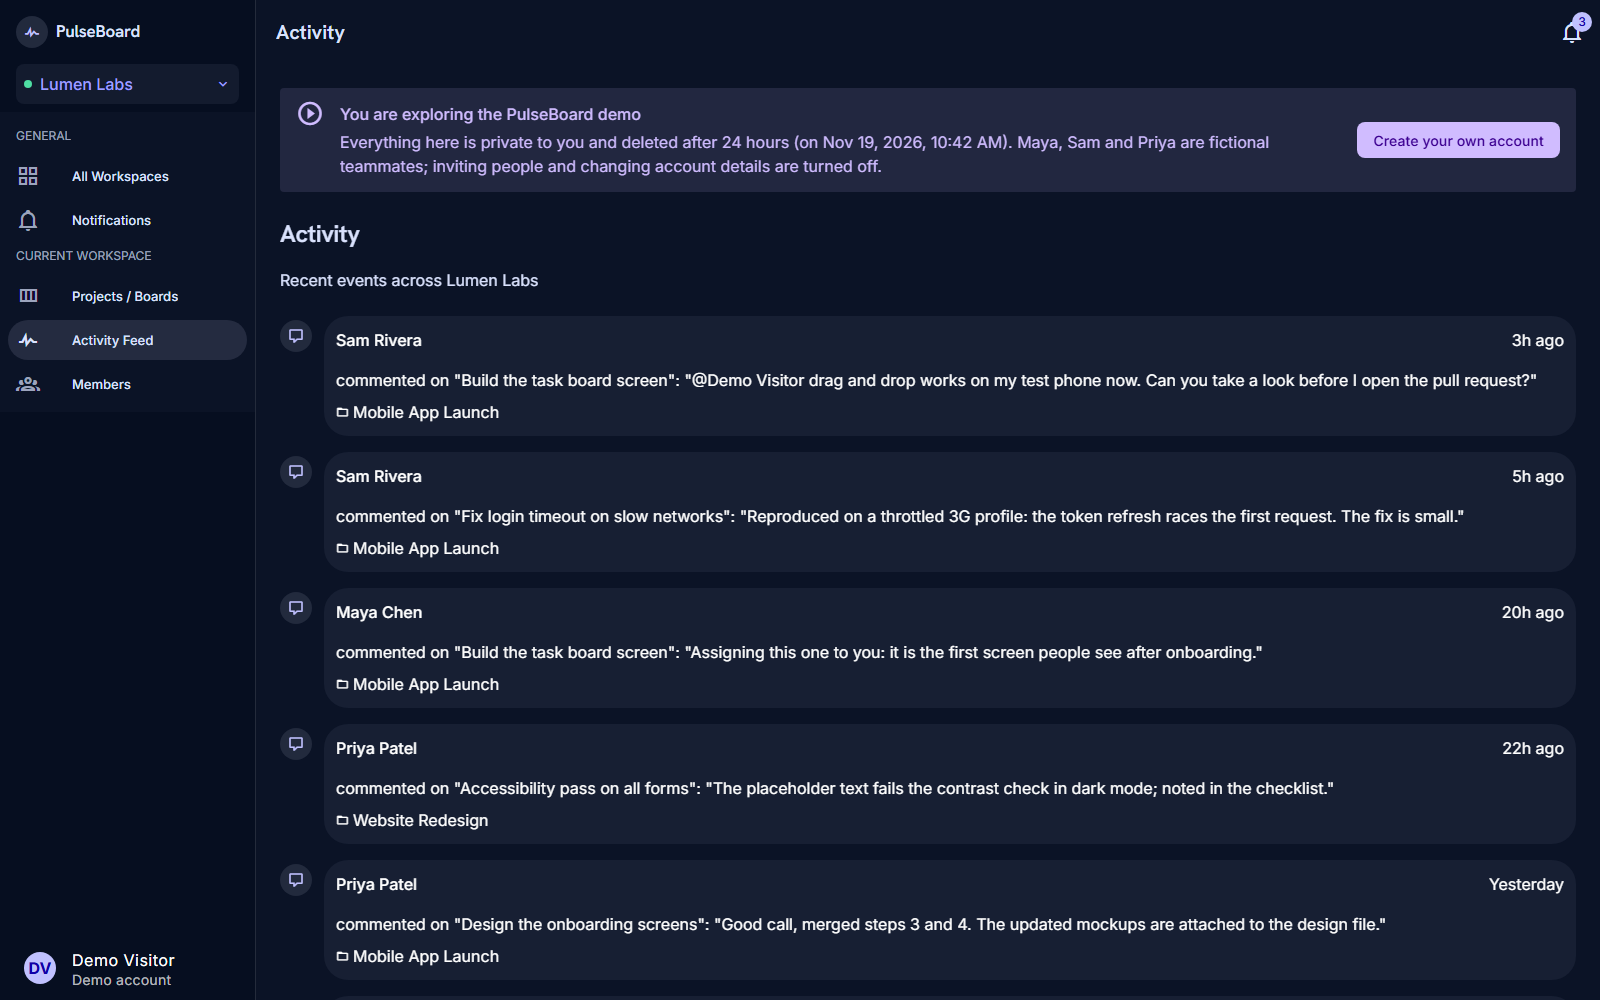 PulseBoard
Lumen Labs
GENERAL
All Workspaces
Notifications
CURRENT WORKSPACE
Projects / Boards
Activity Feed
Members
DV
Demo Visitor
Demo account
Activity
3
You are exploring the PulseBoard demo
Everything here is private to you and deleted after 24 hours (on Nov 19, 2026, 10:42 AM). Maya, Sam and Priya are fictional
teammates; inviting people and changing account details are turned off.
Create your own account
Activity
Recent events across Lumen Labs
Sam Rivera
3h ago
commented on "Build the task board screen": "@Demo Visitor drag and drop works on my test phone now. Can you take a look before I open the pull request?"
Mobile App Launch
Sam Rivera
5h ago
commented on "Fix login timeout on slow networks": "Reproduced on a throttled 3G profile: the token refresh races the first request. The fix is small."
Mobile App Launch
Maya Chen
20h ago
commented on "Build the task board screen": "Assigning this one to you: it is the first screen people see after onboarding."
Mobile App Launch
Priya Patel
22h ago
commented on "Accessibility pass on all forms": "The placeholder text fails the contrast check in dark mode; noted in the checklist."
Website Redesign
Priya Patel
Yesterday
commented on "Design the onboarding screens": "Good call, merged steps 3 and 4. The updated mockups are attached to the design file."
Mobile App Launch